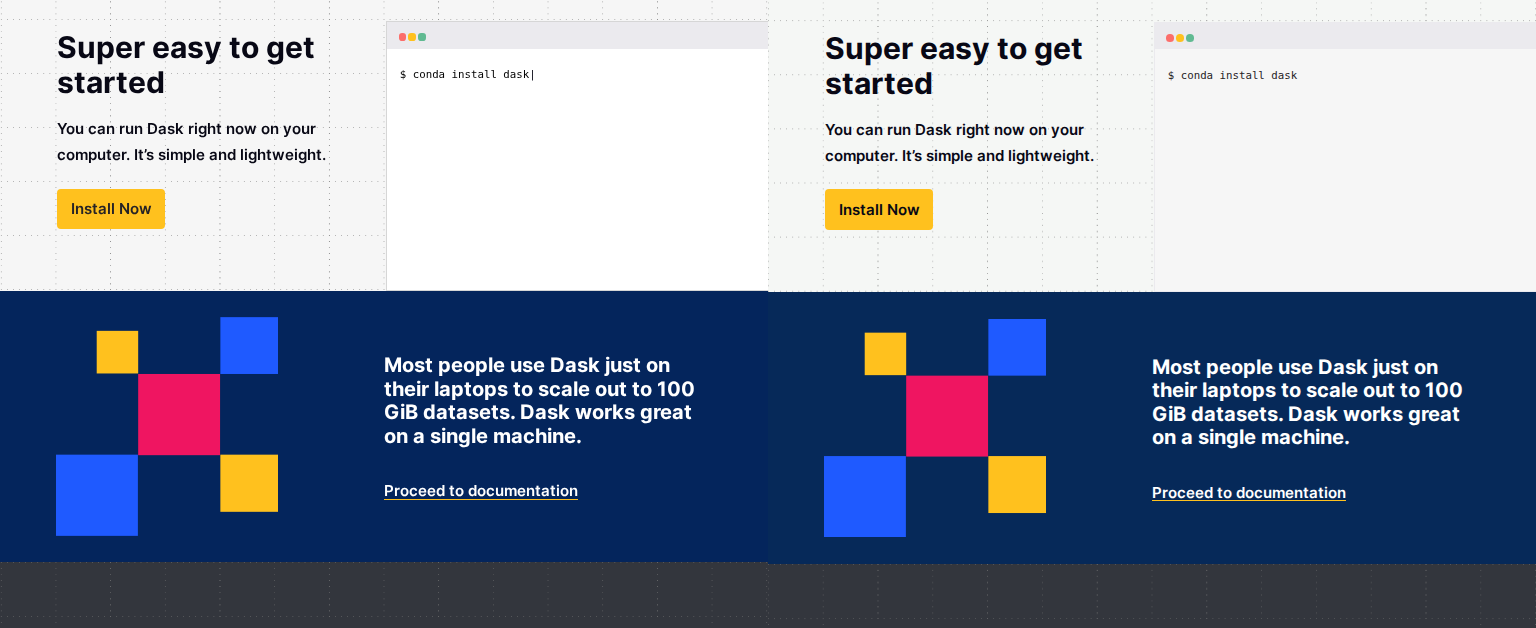 Super easy to get
started
You can run Dask right now on your
computer. It’s simple and lightweight.
Install Now
$ conda install dask|
Most people use Dask just on
their laptops to scale out to 100
GiB datasets. Dask works great
on a single machine.
Proceed to documentation
Super easy to get
started
You can run Dask right now on your
computer. It’s simple and lightweight.
Install Now
$ conda install dask
Most people use Dask just on
their laptops to scale out to 100
GiB datasets. Dask works great
on a single machine.
Proceed to documentation